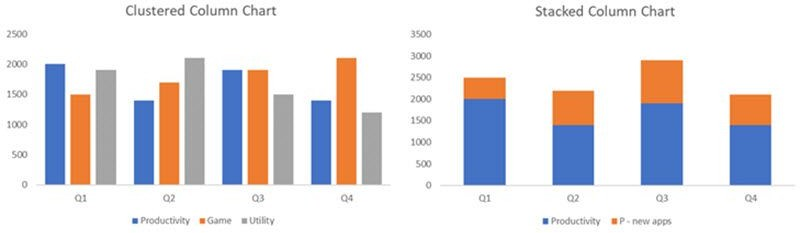 Clustered Column Chart
2500
2000
1500
1000
500
0
Q1 Q2 Q3 Q4
Productivity Game Utility
Stacked Column Chart
3500
3000
2500
2000
1500
1000
500
0
Q1 Q2 Q3 Q4
Productivity P - new apps